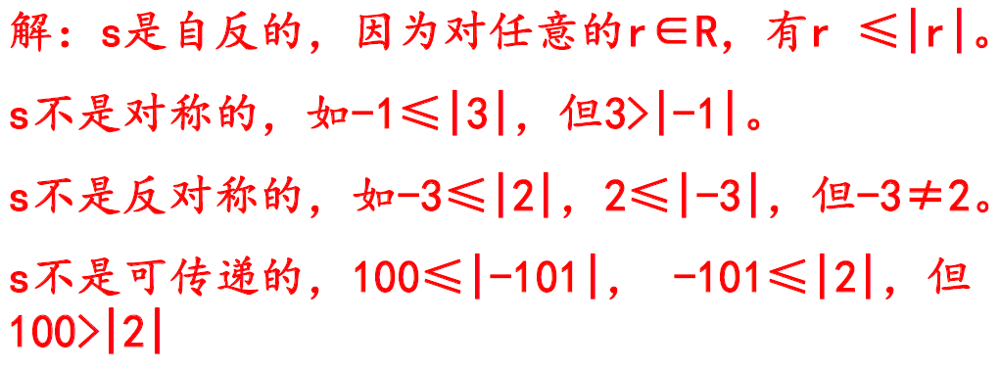 解：s是自反的，因为对任意的r∈R，有r ≤|r|。
s不是对称的，如-1≤|3|，但3>|-1|。
s不是反对称的，如-3≤|2|，2≤|-3|，但-3≠2。
s不是可传递的，100≤|-101|， -101≤|2|，但
100>|2|